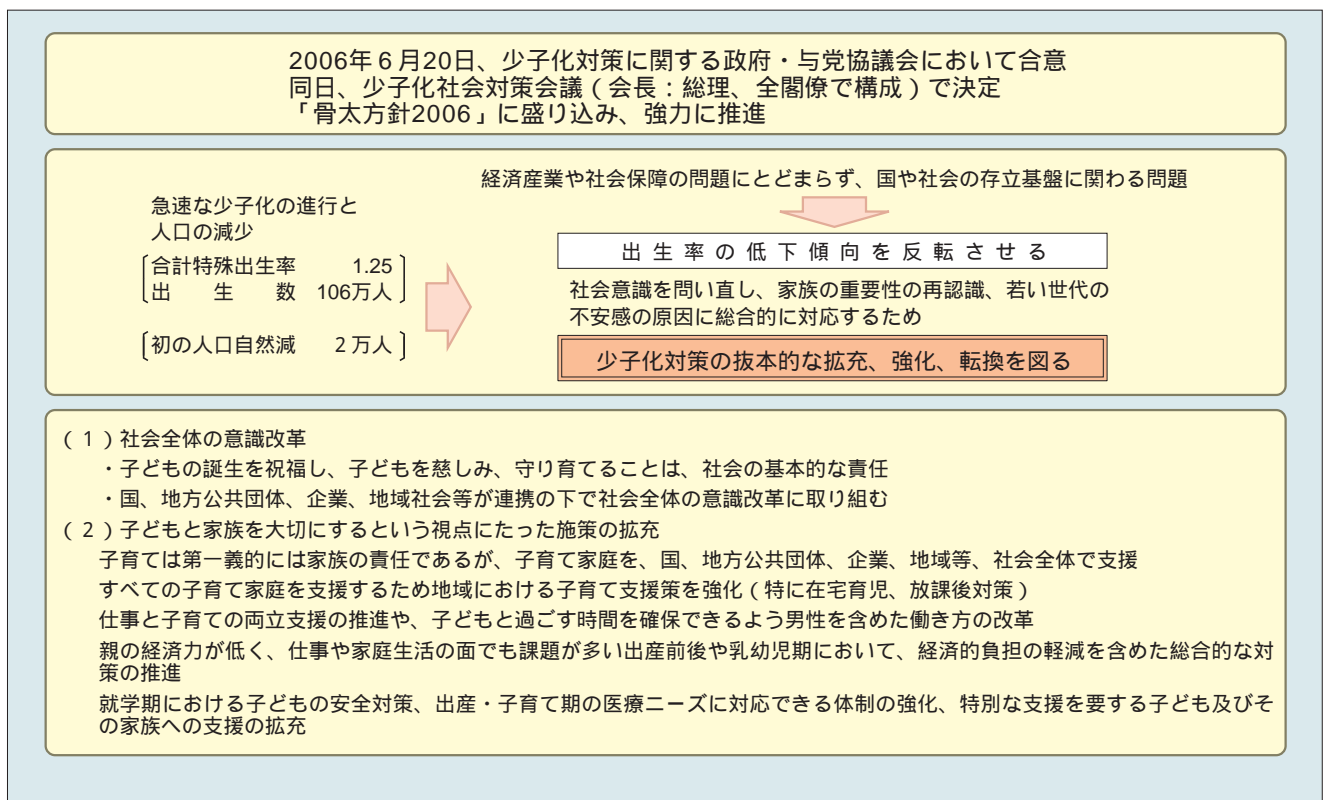 2006年6月20日、少子化対策に関する政府・与党協議会において合意
同日、少子化社会対策会議(会長:総理、全閣僚で構成)で決定
「骨太方針2006」に盛り込み、強力に推進
急速な少子化の進行と
人口の減少
合計特殊出生率 1.25
出生数 106万人
初の人口自然減 2万人
経済産業や社会保障の問題にとどまらず、国や社会の存立基盤に関わる問題
出生率の低下傾向を反転させる
社会意識を問い直し、家族の重要性の再認識、若い世代の
不安感の原因に総合的に対応するため
少子化対策の抜本的な拡充、強化、転換を図る
(1)社会全体の意識改革
・子どもの誕生を祝福し、子どもを慈しみ、守り育てることは、社会の基本的な責任
・国、地方公共団体、企業、地域社会等が連携の下で社会全体の意識改革に取り組む
(2)子どもと家族を大切にするという視点にたった施策の拡充
子育ては第一義的には家族の責任であるが、子育て家庭を、国、地方公共団体、企業、地域等、社会全体で支援
すべての子育て家庭を支援するため地域における子育て支援策を強化(特に在宅育児、放課後対策)
仕事と子育ての両立支援の推進や、子どもと過ごす時間を確保できるよう男性を含めた働き方の改革
親の経済力が低く、仕事や家庭生活の面でも課題が多い出産前後や乳幼児期において、経済的負担の軽減を含めた総合的な対
策の推進
就学期における子どもの安全対策、出産・子育て期の医療ニーズに対応できる体制の強化、特別な支援を要する子ども及びそ
の家族への支援の拡充